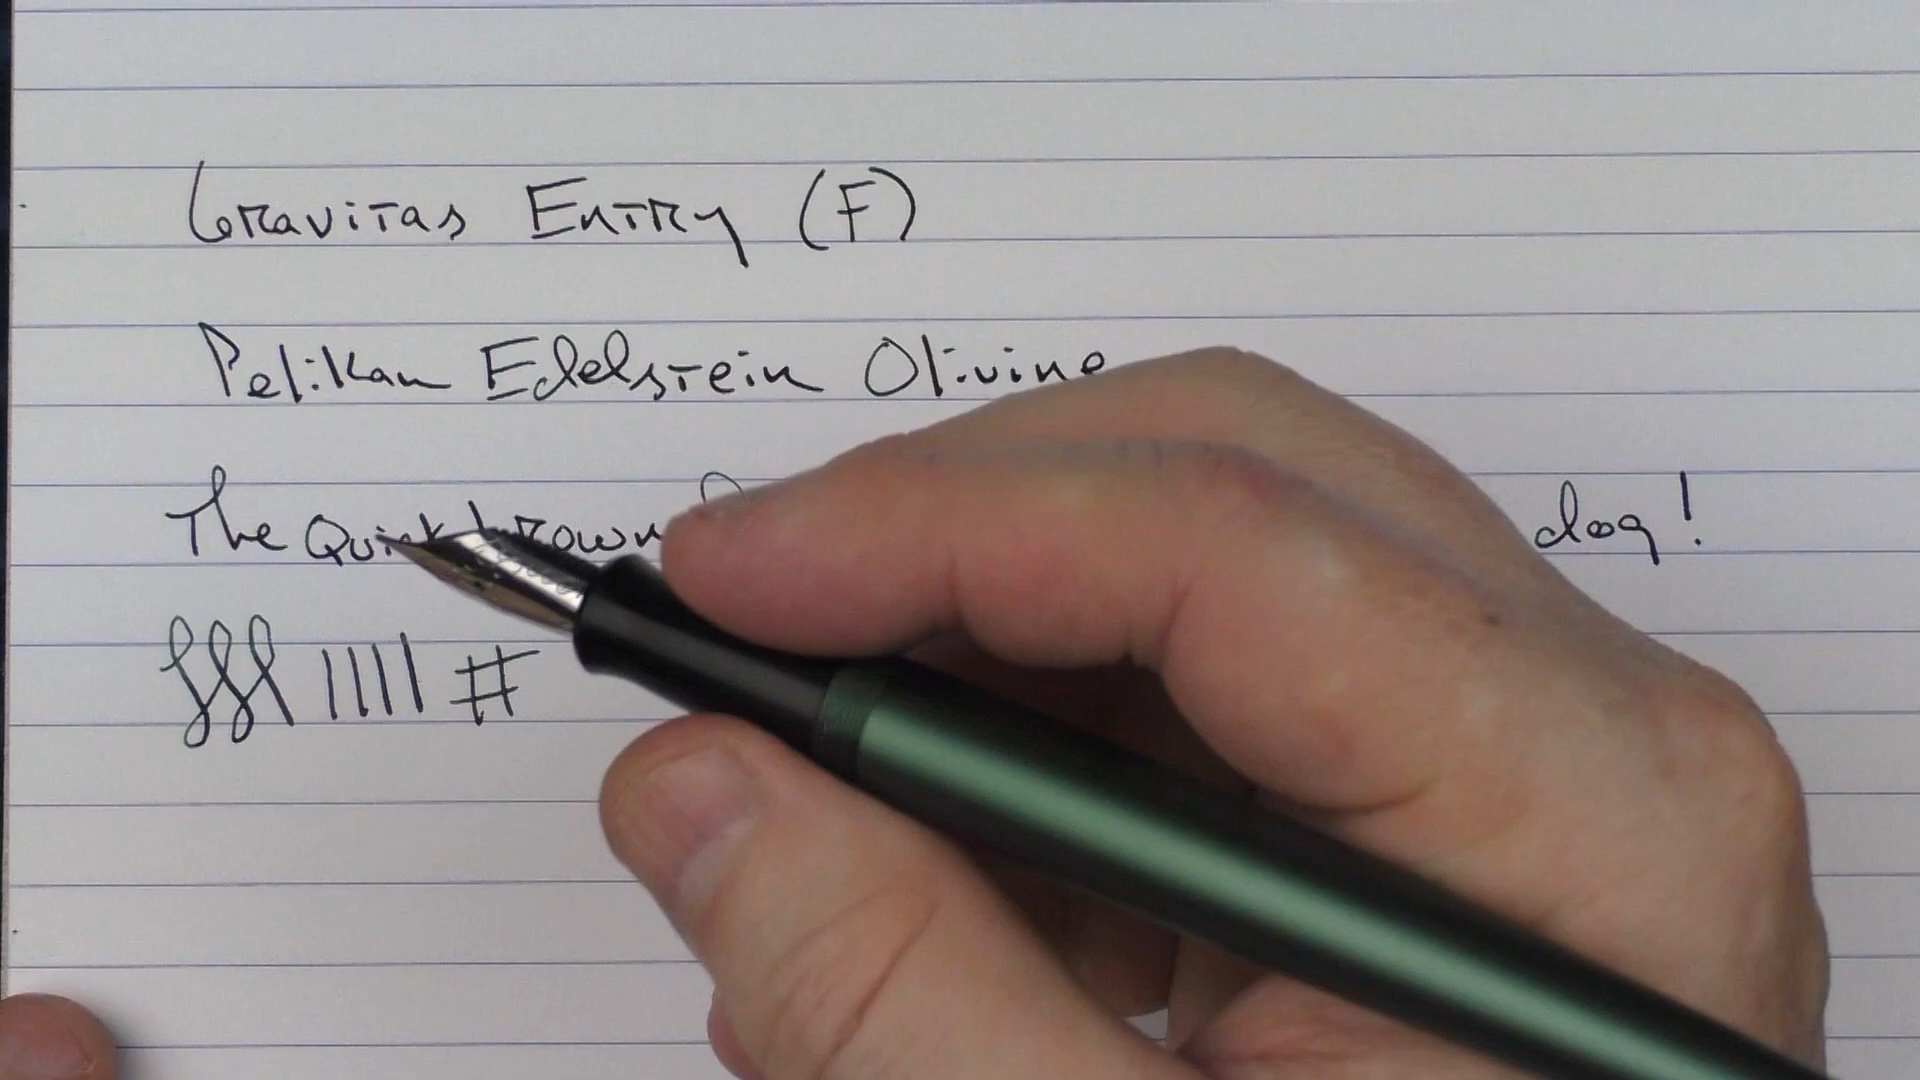 Gravitas Entry (F)
Pelikan Edelstein Olivine
The Quick brown dog!
#